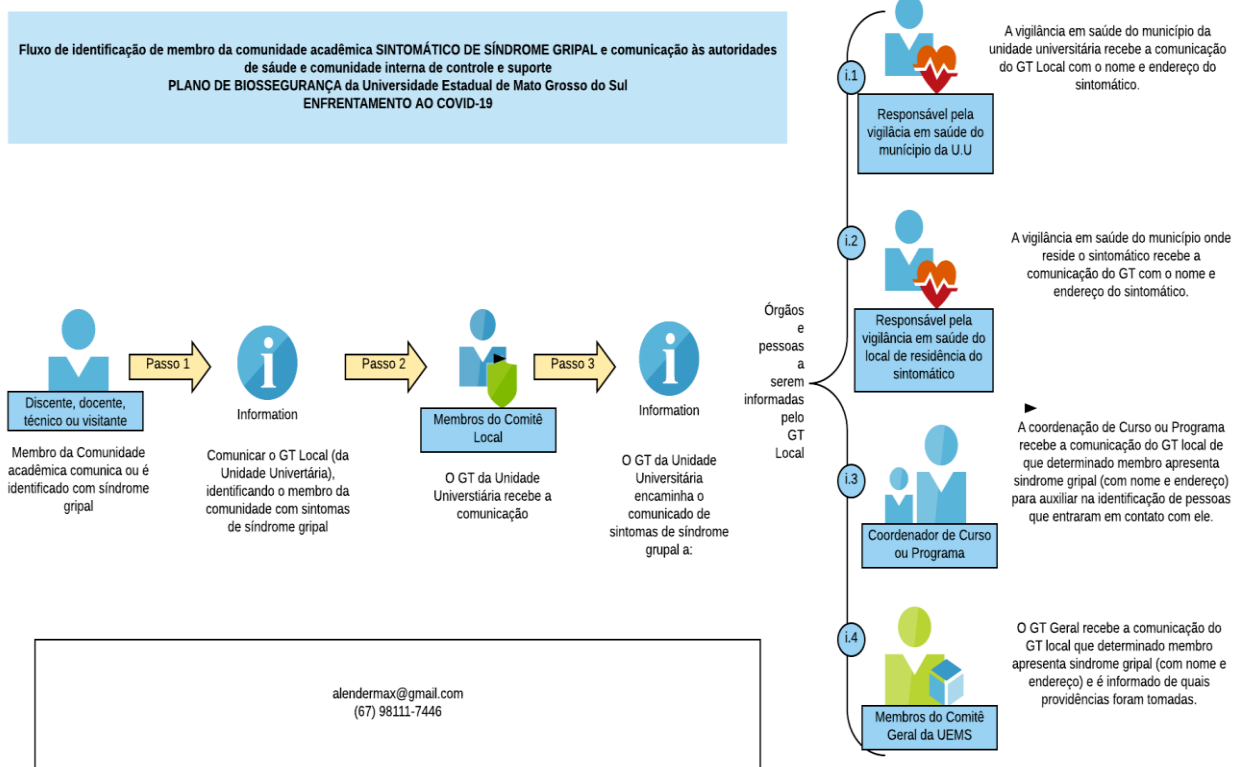 Fluxo de identificação de membro da comunidade acadêmica SINTOMÁTICO DE SÍNDROME GRIPAL e comunicação às autoridades
de sáude e comunidade interna de controle e suporte
PLANO DE BIOSSEGURANÇA da Universidade Estadual de Mato Grosso do Sul
ENFRENTAMENTO AO COVID-19
Discente, docente,
técnico ou visitante
Membro da Comunidade
acadêmica comunica ou é
identificado com síndrome
gripal
Passo 1
Information
Comunicar o GT Local (da
Unidade Univertária),
identificando o membro da
comunidade com sintomas
de síndrome gripal
Passo 2
Membros do Comitê
Local
O GT da Unidade
Universtiária recebe a
comunicação
Passo 3
Information
O GT da Unidade
Universitária
encaminha o
comunicado de
sintomas de síndrome
grupal a:
Órgãos
e
pessoas
a
serem
informadas
pelo
GT
Local
i.1
Responsável pela
vigilâcia em saúde do
munícipio da U.U
A vigilância em saúde do município da
unidade universitária recebe a comunicação
do GT Local com o nome e endereço do
sintomático.
i.2
Responsável pela
vigilância em saúde do
local de residência do
sintomático
A vigilância em saúde do município onde
reside o sintomático recebe a
comunicação do GT com o nome e
endereço do sintomático.
i.3
Coordenador de Curso
ou Programa
A coordenação de Curso ou Programa
recebe a comunicação do GT local de
que determinado membro apresenta
sindrome gripal (com nome e endereço)
para auxiliar na identificação de pessoas
que entraram em contato com ele.
i.4
Membros do Comitê
Geral da UEMS
O GT Geral recebe a comunicação do
GT local que determinado membro
apresenta sindrome gripal (com nome e
endereço) e é informado de quais
providências foram tomadas.
alendermax@gmail.com
(67) 98111-7446